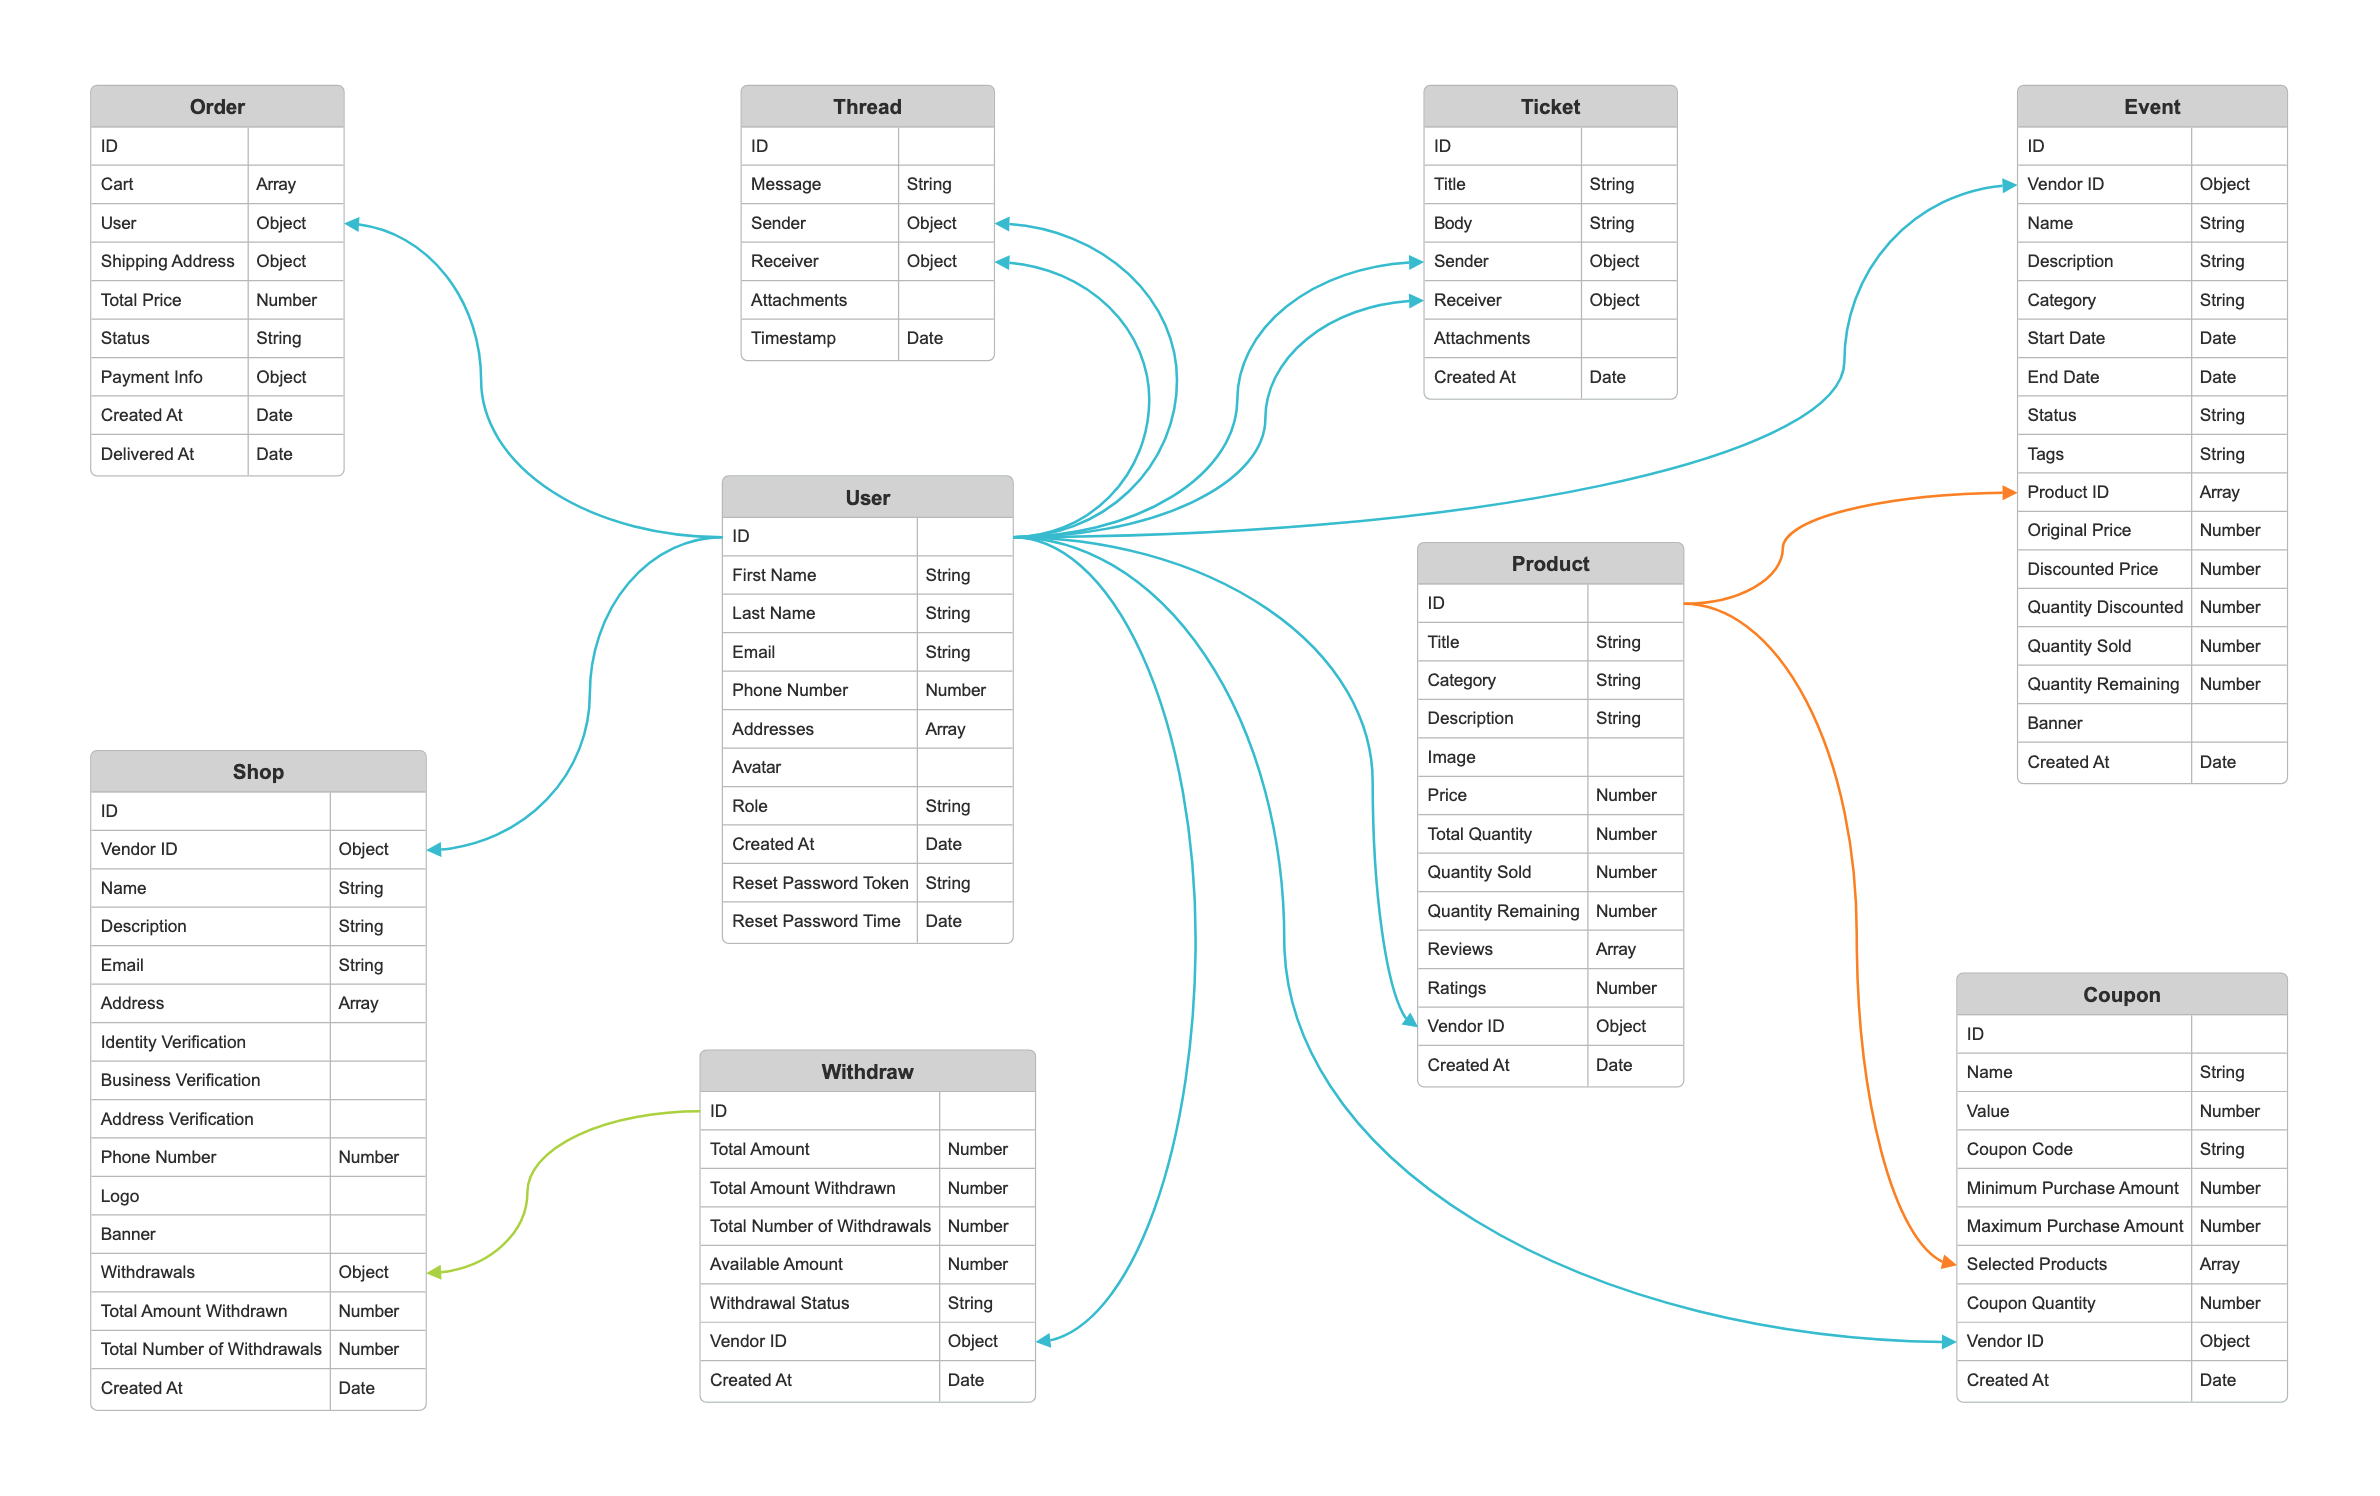 Order
ID
Cart Array
User Object
Shipping Address Object
Total Price Number
Status String
Payment Info Object
Created At Date
Delivered At Date
Thread
ID
Message String
Sender Object
Receiver Object
Attachments
Timestamp Date
Ticket
ID
Title String
Body String
Sender Object
Receiver Object
Attachments
Created At Date
Event
ID
Vendor ID Object
Name String
Description String
Category String
Start Date Date
End Date Date
Status String
Tags String
Product ID Array
Original Price Number
Discounted Price Number
Quantity Discounted Number
Quantity Sold Number
Quantity Remaining Number
Banner
Created At Date
User
ID
First Name String
Last Name String
Email String
Phone Number Number
Addresses Array
Avatar
Role String
Created At Date
Reset Password Token String
Reset Password Time Date
Product
ID
Title String
Category String
Description String
Image
Price Number
Total Quantity Number
Quantity Sold Number
Quantity Remaining Number
Reviews Array
Ratings Number
Vendor ID Object
Created At Date
Shop
ID
Vendor ID Object
Name String
Description String
Email String
Address Array
Identity Verification
Business Verification
Address Verification
Phone Number Number
Logo
Banner
Withdrawals Object
Total Amount Withdrawn Number
Total Number of Withdrawals Number
Created At Date
Withdraw
ID
Total Amount Number
Total Amount Withdrawn Number
Total Number of Withdrawals Number
Available Amount Number
Withdrawal Status String
Vendor ID Object
Created At Date
Coupon
ID
Name String
Value Number
Coupon Code String
Minimum Purchase Amount Number
Maximum Purchase Amount Number
Selected Products Array
Coupon Quantity Number
Vendor ID Object
Created At Date